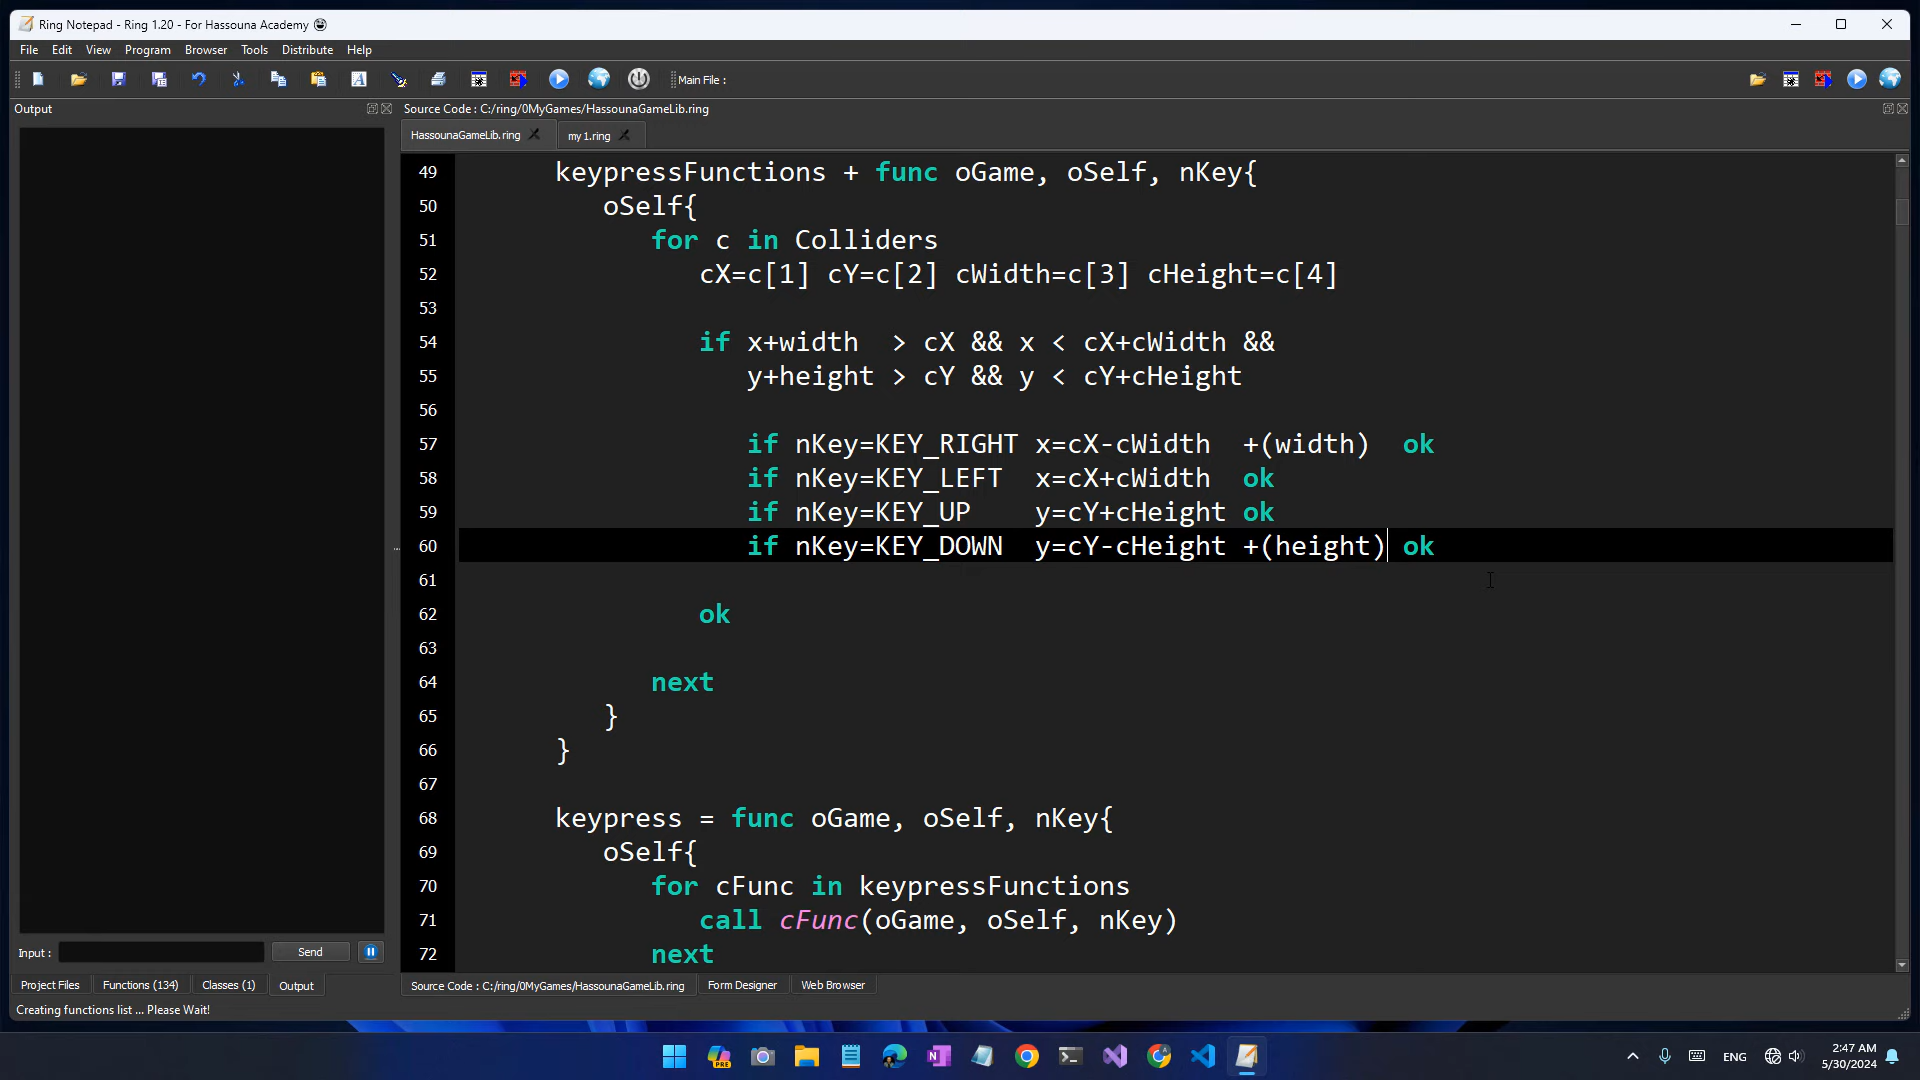 Ring Notepad - Ring 1.20 - For Hassouna Academy 😀
File Edit View Program Browser Tools Distribute Help
Main File :
Output
Source Code : C:/ring/0MyGames/HassounaGameLib.ring
HassounaGameLib.ring
my 1.ring
49 keypressFunctions + func oGame, oSelf, nKey{
50 oSelf{
51 for c in Colliders
52 cX=c[1] cY=c[2] cWidth=c[3] cHeight=c[4]
53
54 if x+width > cX && x < cX+cWidth &&
55 y+height > cY && y < cY+cHeight
56
57 if nKey=KEY_RIGHT x=cX-cWidth +(width) ok
58 if nKey=KEY_LEFT x=cX+cWidth ok
59 if nKey=KEY_UP y=cY+cHeight ok
60 if nKey=KEY_DOWN y=cY-cHeight +(height) ok
61
62 ok
63
64 next
65 }
66 }
67
68 keypress = func oGame, oSelf, nKey{
69 oSelf{
70 for cFunc in keypressFunctions
71 call cFunc(oGame, oSelf, nKey)
72 next
Input : Send
Project Files Functions (134) Classes (1) Output
Source Code : C:/ring/0MyGames/HassounaGameLib.ring Form Designer Web Browser
Creating functions list ... Please Wait!
ENG
2:47 AM
5/30/2024